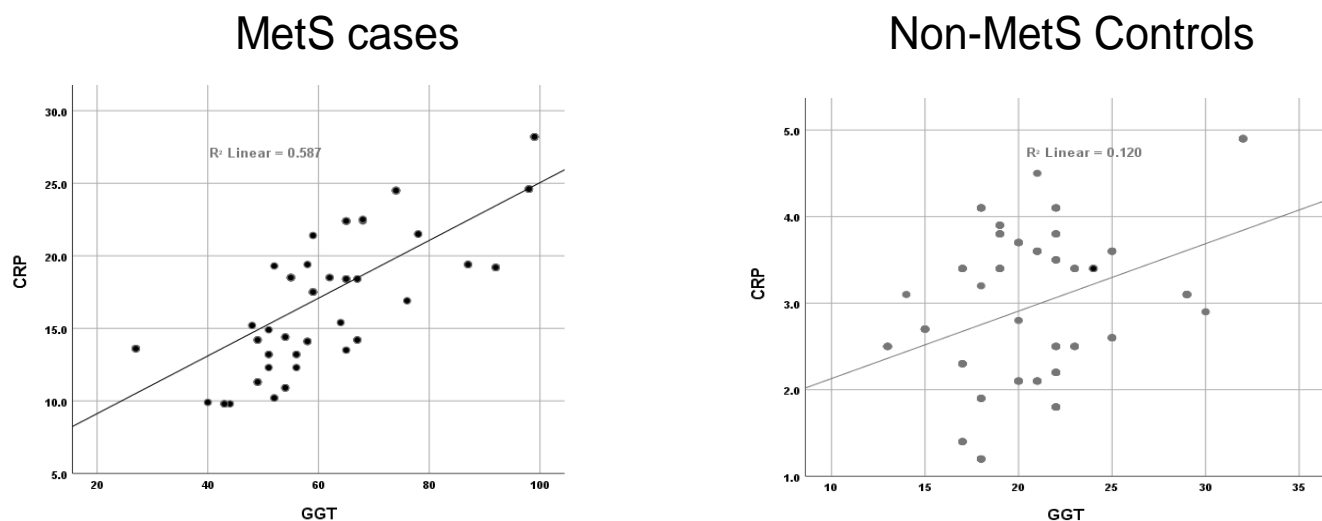 MetS cases
30.0
25.0
20.0
15.0
10.0
5.0
CRP
R² Linear = 0.587
20 40 60 80 100
GGT
Non-MetS Controls
5.0
4.0
3.0
2.0
1.0
CRP
R² Linear = 0.120
10 15 20 25 30 35
GGT